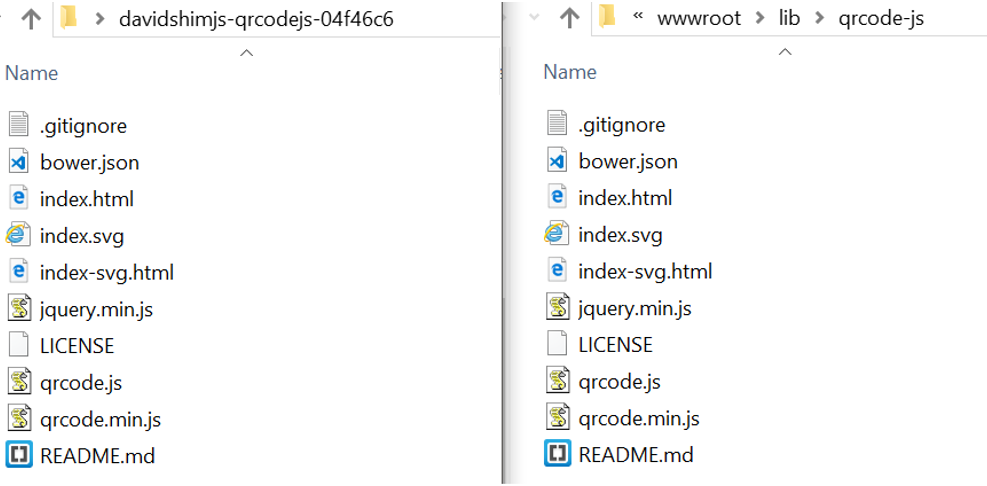 davidshimjs-qrcodejs-04f46c6
Name
.gitignore
bower.json
index.html
index.svg
index-svg.html
jquery.min.js
LICENSE
qrcode.js
qrcode.min.js
README.md
« wwwroot > lib > qrcode-js
Name
.gitignore
bower.json
index.html
index.svg
index-svg.html
jquery.min.js
LICENSE
qrcode.js
qrcode.min.js
README.md